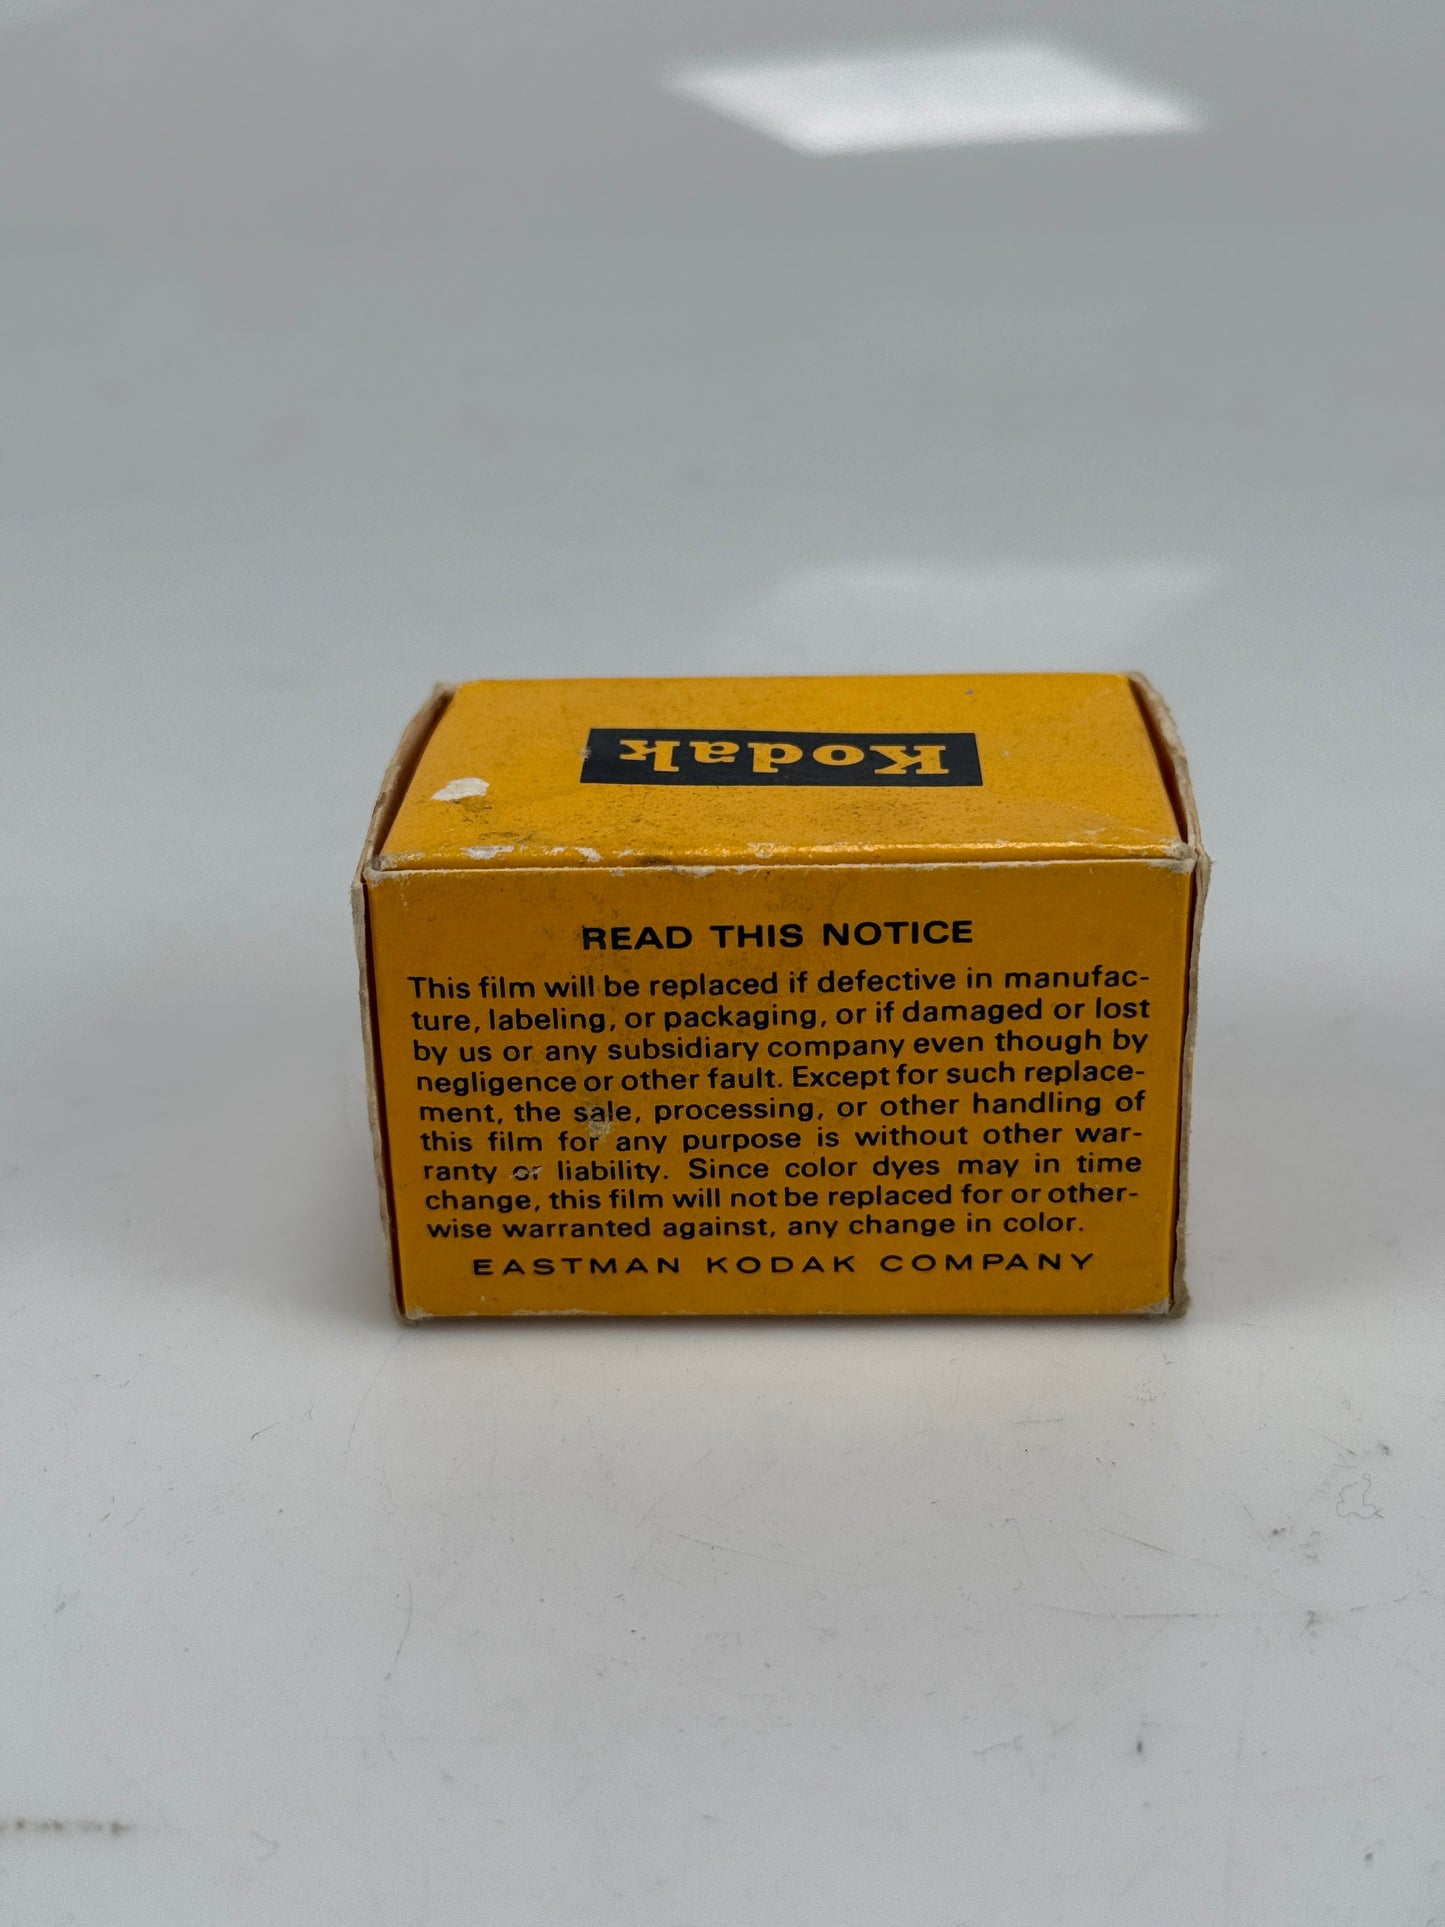 Kodak
READ THIS NOTICE
This film will be replaced if defective in manufac-
ture, labeling, or packaging, or if damaged or lost
by us or any subsidiary company even though by
negligence or other fault. Except for such replace-
ment, the sale, processing, or other handling of
this film for any purpose is without other war-
ranty or liability. Since color dyes may in time
change, this film will not be replaced for or other-
wise warranted against, any change in color.
EASTMAN KODAK COMPANY